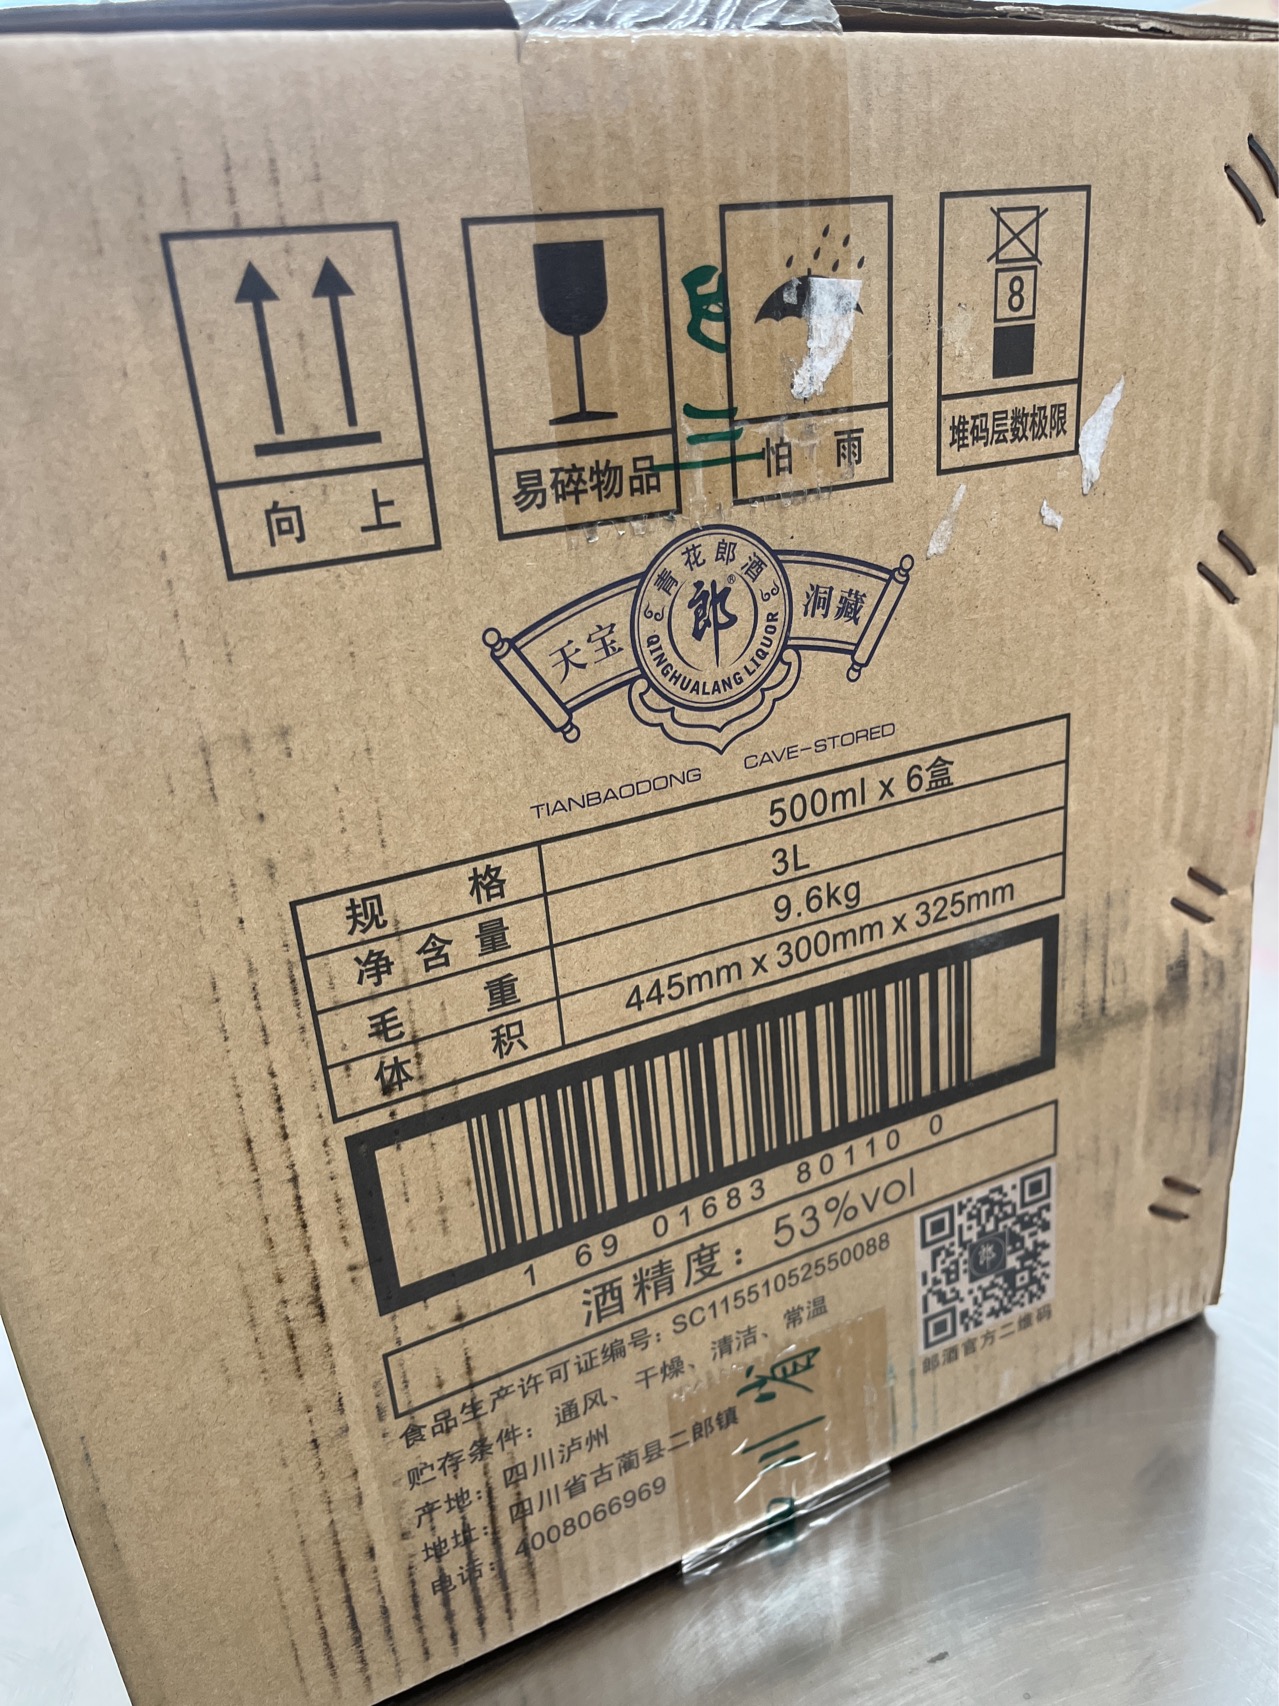 8
向 上
易碎物品
怕 雨
堆码层数极限
青花郎酒
郎®
QINGHUALANG LIQUOR
天宝
洞藏
TIANBAODONG CAVE-STORED
规 格 500ml x 6盒
净含量 3L
毛 重 9.6kg
体 积 445mm x 300mm x 325mm
1 69 01683 80110 0
酒精度：53%vol
食品生产许可证编号：SC11551052550088
贮存条件：通风、干燥、清洁、常温
产地：四川泸州
地址：四川省古蔺县二郎镇
电话：4008066969
郎
郎酒官方二维码